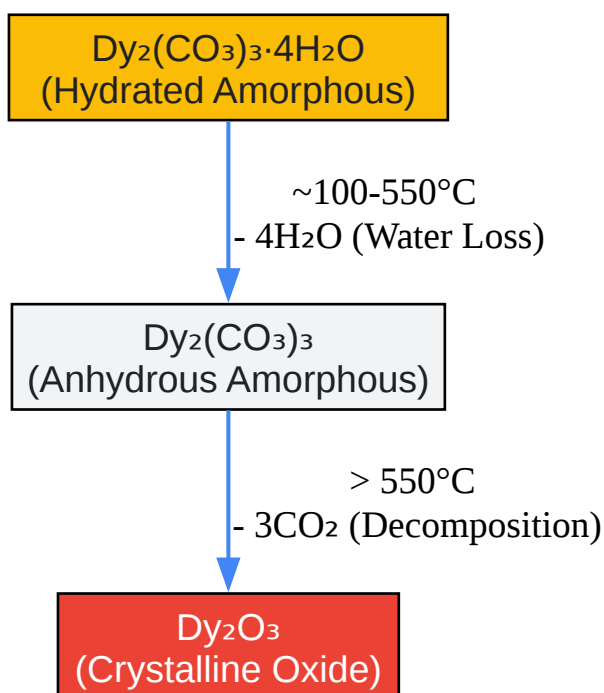 Dy₂(CO₃)₃·4H₂O
(Hydrated Amorphous)
~100-550°C
- 4H₂O (Water Loss)
Dy₂(CO₃)₃
(Anhydrous Amorphous)
> 550°C
- 3CO₂ (Decomposition)
Dy₂O₃
(Crystalline Oxide)